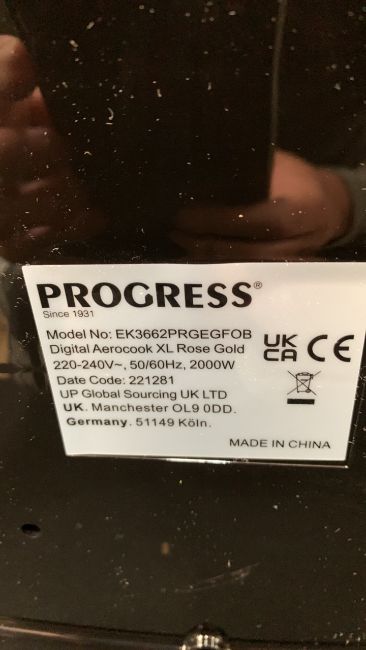 PROGRESS®
Since 1931
Model No: EK3662PRGEGFOB
Digital Aerocook XL Rose Gold
220-240V~, 50/60Hz, 2000W
Date Code: 221281
UP Global Sourcing UK LTD
UK. Manchester OL9 0DD.
Germany. 51149 Köln.
UK
CA CE
MADE IN CHINA